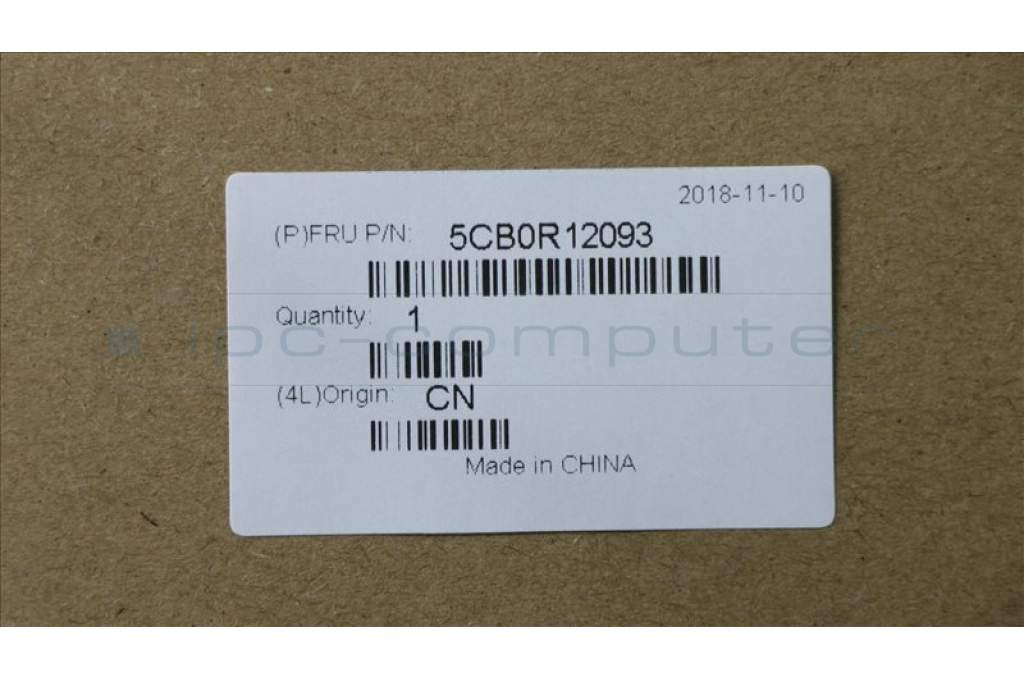 2018-11-10
(P)FRU P/N: 5CB0R12093
Quantity: 1
ipc-computer
(4L)Origin: CN
Made in CHINA